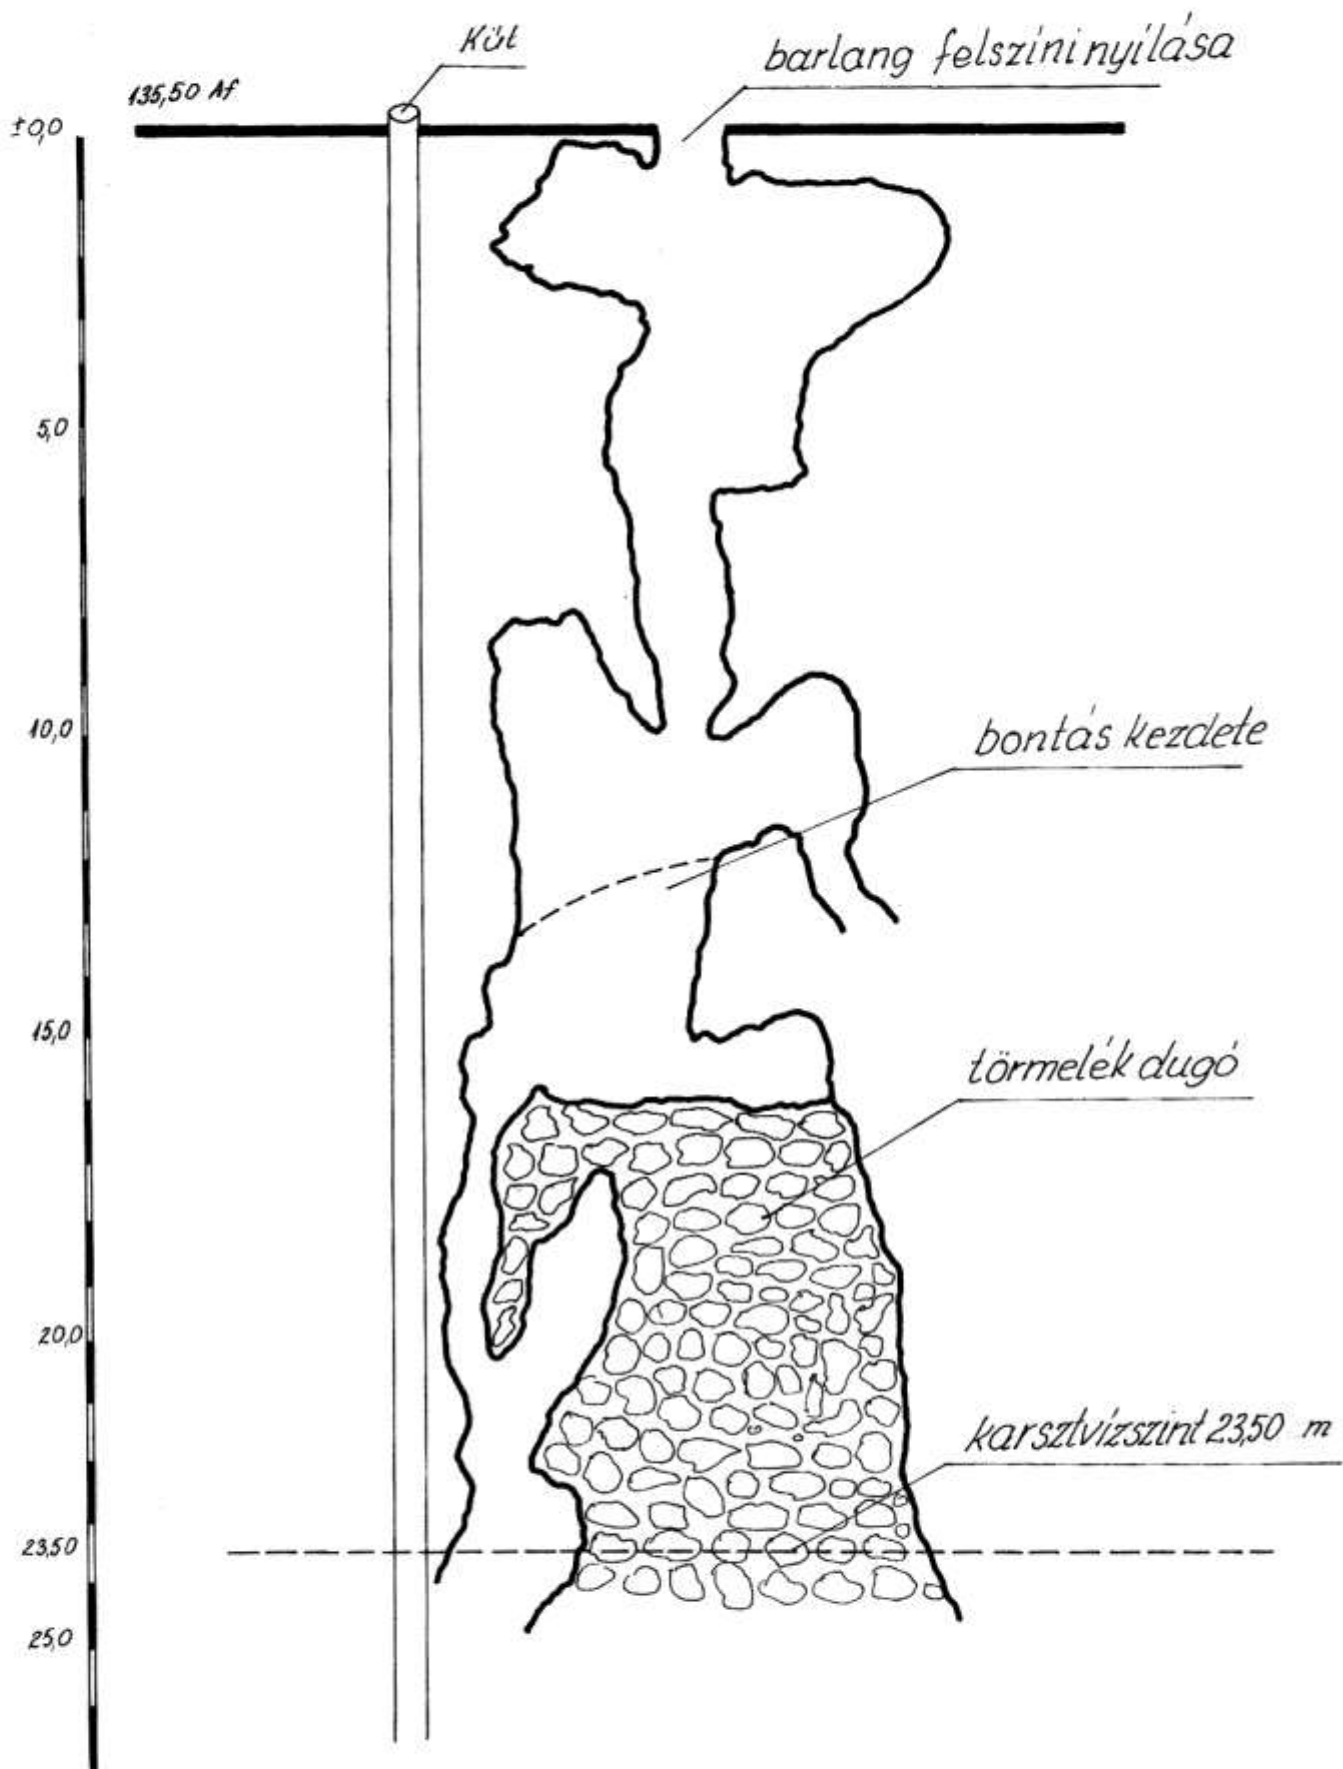 Kút
barlang felszíni nyílása
135,50 Af
±0,0
5,0
10,0
bontás kezdete
15,0
törmelék dugó
20,0
karsztvízszint 23,50 m
23,50
25,0